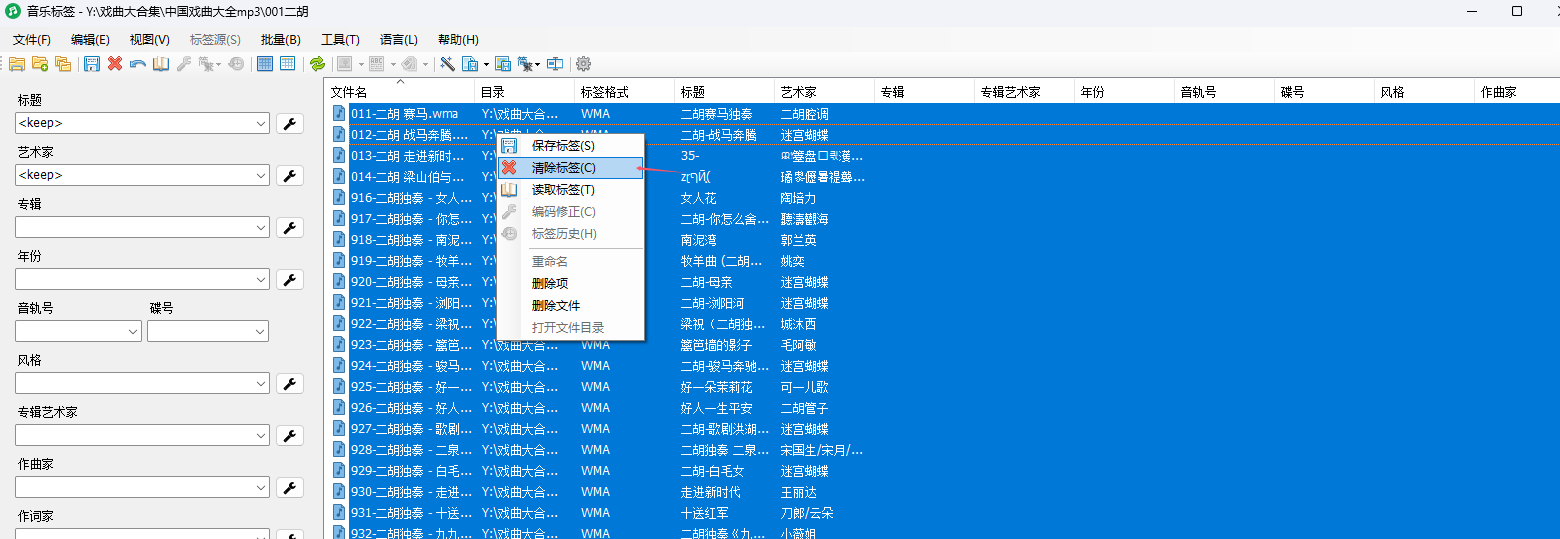 音乐标签 - Y:\戏曲大合集\中国戏曲大全mp3\001二胡
文件(F) 编辑(E) 视图(V) 标签源(S) 批量(B) 工具(T) 语言(L) 帮助(H)
标题
<keep>
艺术家
<keep>
专辑
年份
音轨号 碟号
风格
专辑艺术家
作曲家
作词家
文件名 目录 标签格式 标题 艺术家 专辑 专辑艺术家 年份 音轨号 碟号 风格 作曲家
011-二胡 赛马.wma Y:\戏曲大合... WMA 二胡赛马独奏 二胡腔调
012-二胡 战马奔腾.... 二胡-战马奔腾 迷宫蝴蝶
013-二胡 走进新时... Y:\ 35-
014-二胡 梁山伯与... Y:\
916-二胡独奏 - 女人... Y:\ 女人花 陶培力
917-二胡独奏 - 你怎... Y:\ 二胡-你怎么舍... 聽濤觀海
918-二胡独奏 - 南泥... Y:\ 南泥湾 郭兰英
919-二胡独奏 - 牧羊... Y:\ 牧羊曲 (二胡... 姚奕
920-二胡独奏 - 母亲... Y:\ 二胡-母亲 迷宫蝴蝶
921-二胡独奏 - 浏阳... Y:\ 二胡-浏阳河 迷宫蝴蝶
922-二胡独奏 - 梁祝... Y:\ 梁祝（二胡独... 城沐西
923-二胡独奏 - 篱笆... Y:\戏曲大合... WMA 篱笆墙的影子 毛阿敏
924-二胡独奏 - 骏马... Y:\戏曲大合... WMA 二胡-骏马奔驰... 迷宫蝴蝶
925-二胡独奏 - 好一... Y:\戏曲大合... WMA 好一朵茉莉花 可一儿歌
926-二胡独奏 - 好人... Y:\戏曲大合... WMA 好人一生平安 二胡管子
927-二胡独奏 - 歌剧... Y:\戏曲大合... WMA 二胡-歌剧洪湖... 迷宫蝴蝶
928-二胡独奏 - 二泉... Y:\戏曲大合... WMA 二胡独奏 二泉... 宋国生/宋月/...
929-二胡独奏 - 白毛... Y:\戏曲大合... WMA 二胡-白毛女 迷宫蝴蝶
930-二胡独奏 - 走进... Y:\戏曲大合... WMA 走进新时代 王丽达
931-二胡独奏 - 十送... Y:\戏曲大合... WMA 十送红军 刀郎/云朵
932-二胡独奏 - 九九... Y:\戏曲大合... WMA 二胡独奏《九... 小薇姐
保存标签(S)
清除标签(C)
读取标签(T)
编码修正(C)
标签历史(H)
重命名
删除项
删除文件
打开文件目录